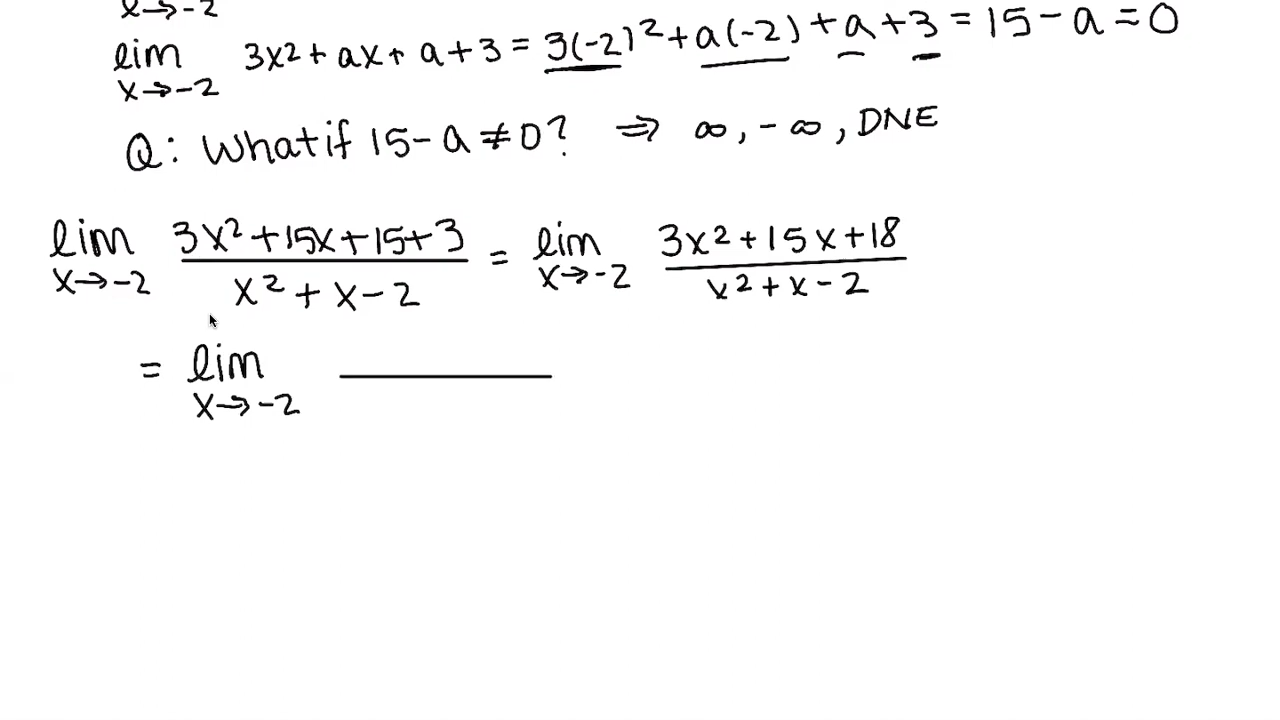 x→-2
lim 3x² + ax + a + 3 = 3(-2)² + a(-2) + a + 3 = 15 - a = 0
x→-2
Q: What if 15 - a ≠ 0? ⇒ ∞, -∞, DNE
lim 3x²+15x+15+3 = lim 3x²+15x+18
x→-2 x²+x-2 x→-2 x²+x-2
= lim
x→-2